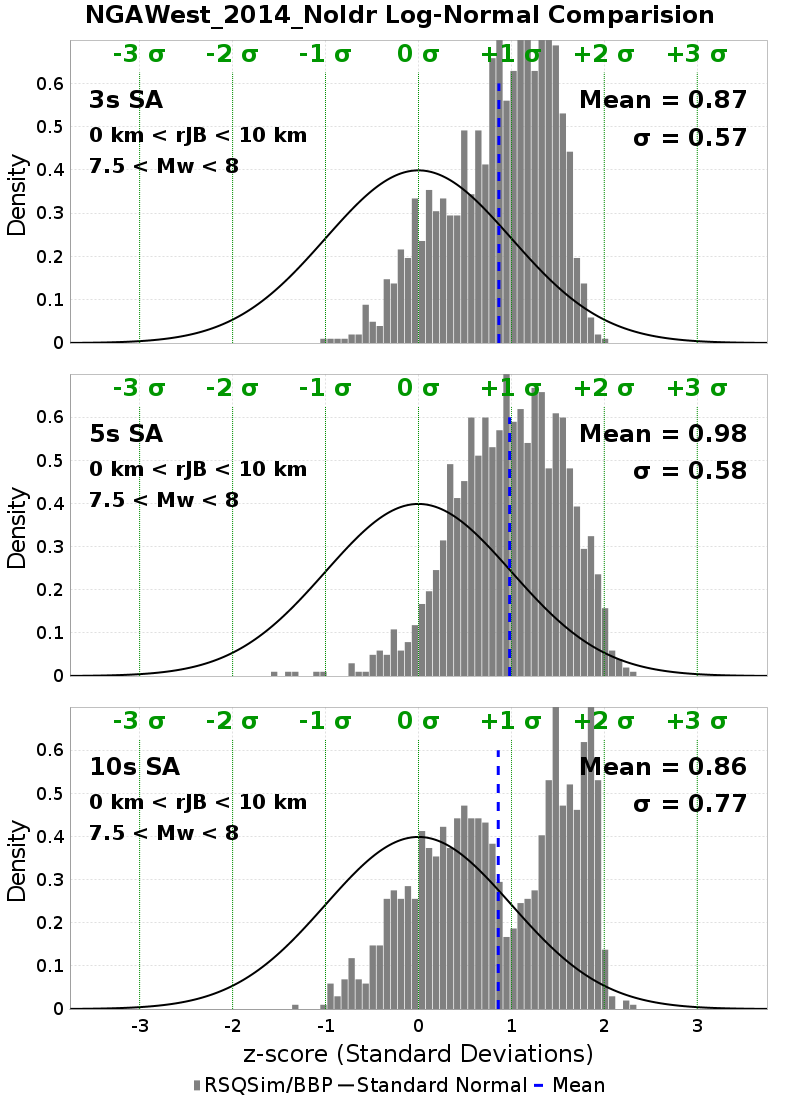 NGAWest_2014_NoIdr Log-Normal Comparision
-3 σ -2 σ -1 σ 0 σ +1 σ +2 σ +3 σ
3s SA
0 km < rJB < 10 km
7.5 < Mw < 8
Mean = 0.87
σ = 0.57
Density
0.6
0.5
0.4
0.3
0.2
0.1
0
-3 σ -2 σ -1 σ 0 σ +1 σ +2 σ +3 σ
5s SA
0 km < rJB < 10 km
7.5 < Mw < 8
Mean = 0.98
σ = 0.58
Density
0.6
0.5
0.4
0.3
0.2
0.1
0
-3 σ -2 σ -1 σ 0 σ +1 σ +2 σ +3 σ
10s SA
0 km < rJB < 10 km
7.5 < Mw < 8
Mean = 0.86
σ = 0.77
Density
0.6
0.5
0.4
0.3
0.2
0.1
0
-3 -2 -1 0 1 2 3
z-score (Standard Deviations)
RSQSim/BBP Standard Normal Mean